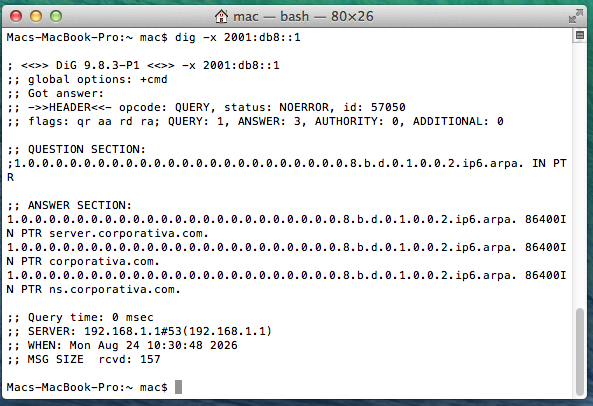 mac — bash — 80×26
Macs-MacBook-Pro:~ mac$ dig -x 2001:db8::1
; <<>> DiG 9.8.3-P1 <<>> -x 2001:db8::1
;; global options: +cmd
;; Got answer:
;; ->>HEADER<<- opcode: QUERY, status: NOERROR, id: 57050
;; flags: qr aa rd ra; QUERY: 1, ANSWER: 3, AUTHORITY: 0, ADDITIONAL: 0
;; QUESTION SECTION:
;1.0.0.0.0.0.0.0.0.0.0.0.0.0.0.0.0.0.0.0.0.0.0.0.8.b.d.0.1.0.0.2.ip6.arpa. IN PT
R
;; ANSWER SECTION:
1.0.0.0.0.0.0.0.0.0.0.0.0.0.0.0.0.0.0.0.0.0.0.0.8.b.d.0.1.0.0.2.ip6.arpa. 86400I
N PTR server.corporativa.com.
1.0.0.0.0.0.0.0.0.0.0.0.0.0.0.0.0.0.0.0.0.0.0.0.8.b.d.0.1.0.0.2.ip6.arpa. 86400I
N PTR corporativa.com.
1.0.0.0.0.0.0.0.0.0.0.0.0.0.0.0.0.0.0.0.0.0.0.0.8.b.d.0.1.0.0.2.ip6.arpa. 86400I
N PTR ns.corporativa.com.
;; Query time: 0 msec
;; SERVER: 192.168.1.1#53(192.168.1.1)
;; WHEN: Mon Aug 24 10:30:48 2026
;; MSG SIZE  rcvd: 157
Macs-MacBook-Pro:~ mac$